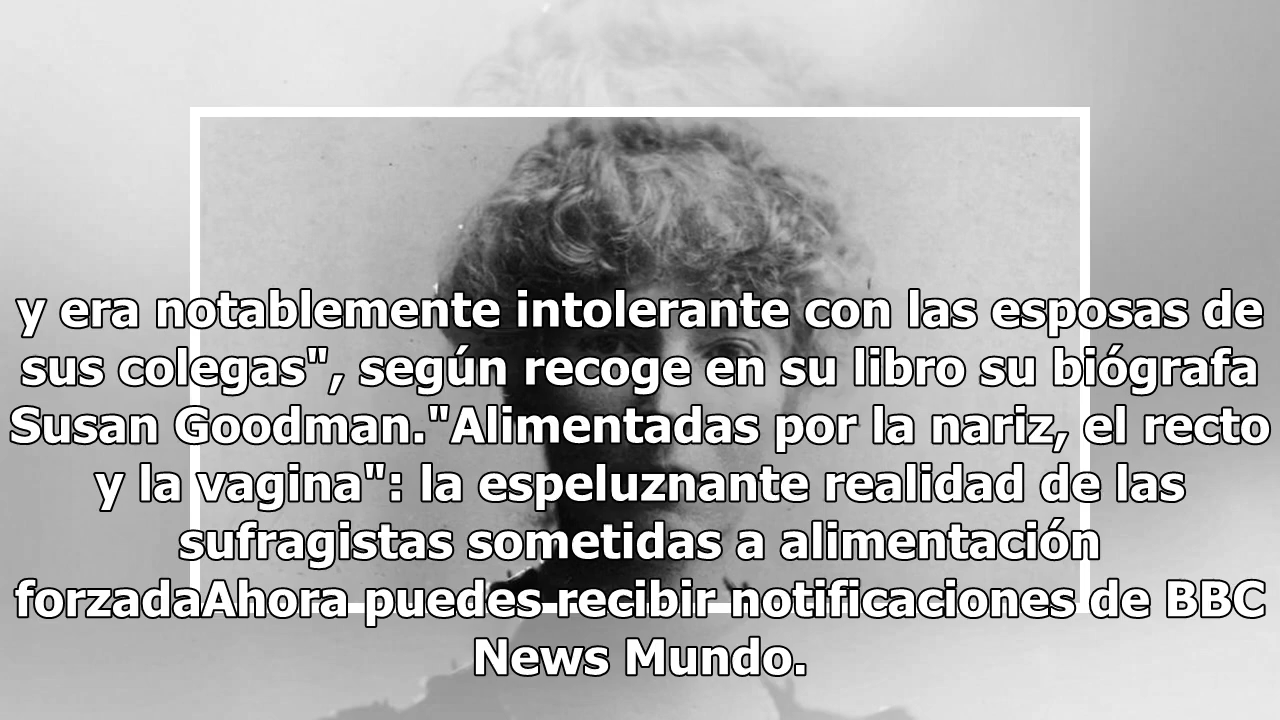 y era notablemente intolerante con las esposas de
sus colegas", según recoge en su libro su biógrafa
Susan Goodman."Alimentadas por la nariz, el recto
y la vagina": la espeluznante realidad de las
sufragistas sometidas a alimentación
forzadaAhora puedes recibir notificaciones de BBC
News Mundo.